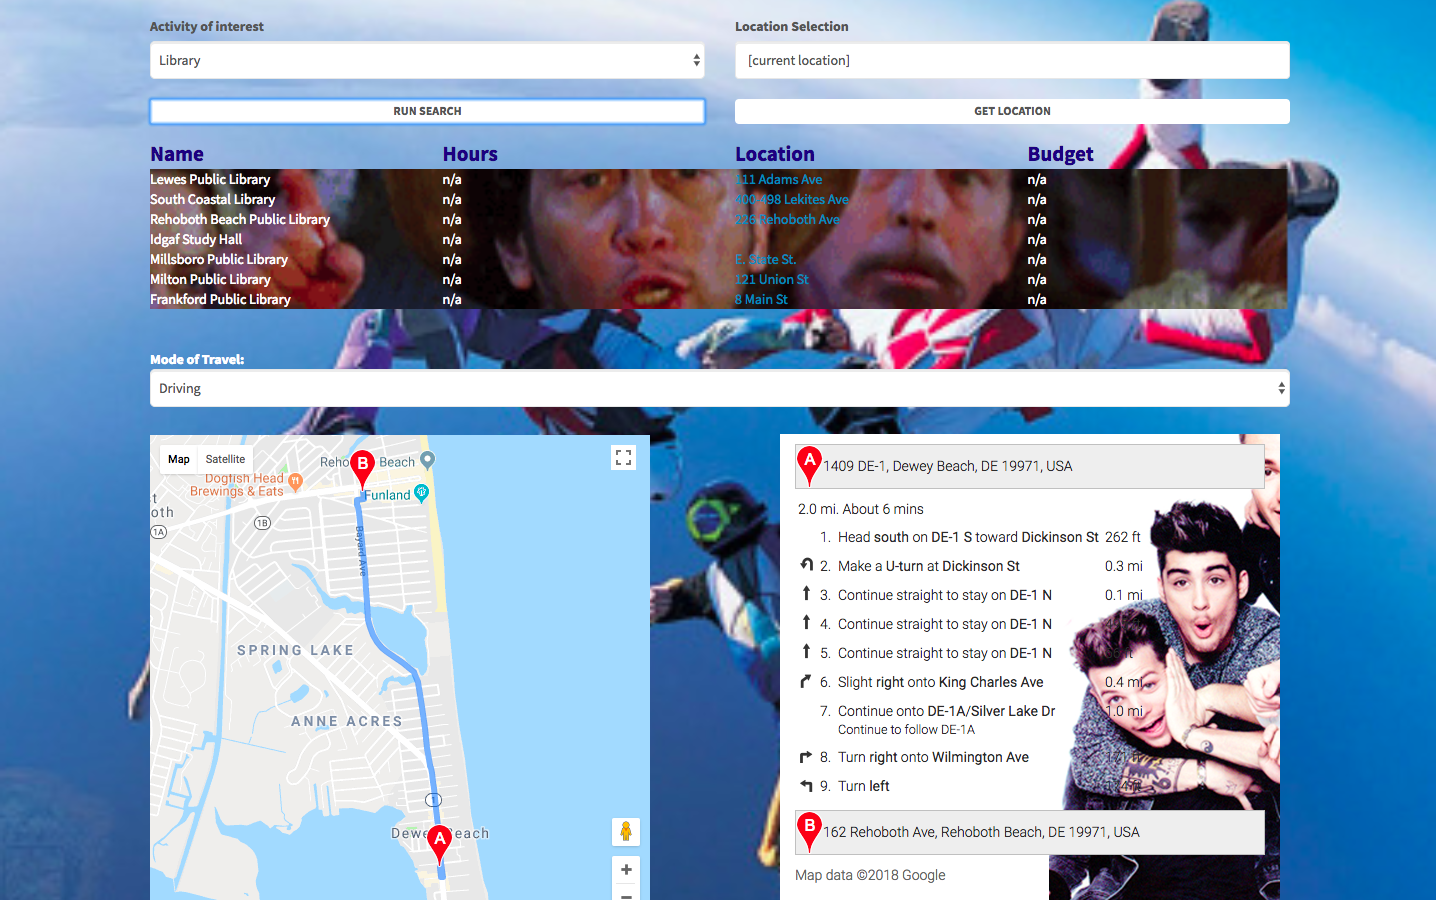 Activity of interest
Location Selection
Library
[current location]
RUN SEARCH
GET LOCATION
Name Hours Location Budget
Lewes Public Library n/a 111 Adams Ave n/a
South Coastal Library n/a 400-498 Lekites Ave n/a
Rehoboth Beach Public Library n/a 226 Rehoboth Ave n/a
Idgaf Study Hall n/a n/a
Millsboro Public Library n/a E. State St. n/a
Milton Public Library n/a 121 Union St n/a
Frankford Public Library n/a 8 Main St n/a
Mode of Travel:
Driving
Map Satellite
Reho B Beach
Dogfish Head
Brewings & Eats
Funland
st
oth
1B
1A
Bayard Ave
SPRING LAKE
ANNE ACRES
1
Dewe each
A
+
−
A 1409 DE-1, Dewey Beach, DE 19971, USA
2.0 mi. About 6 mins
1. Head south on DE-1 S toward Dickinson St 262 ft
2. Make a U-turn at Dickinson St 0.3 mi
3. Continue straight to stay on DE-1 N 0.1 mi
4. Continue straight to stay on DE-1 N
5. Continue straight to stay on DE-1 N
6. Slight right onto King Charles Ave 0.4 mi
7. Continue onto DE-1A/Silver Lake Dr 1.0 mi
Continue to follow DE-1A
8. Turn right onto Wilmington Ave
9. Turn left
B 162 Rehoboth Ave, Rehoboth Beach, DE 19971, USA
Map data ©2018 Google